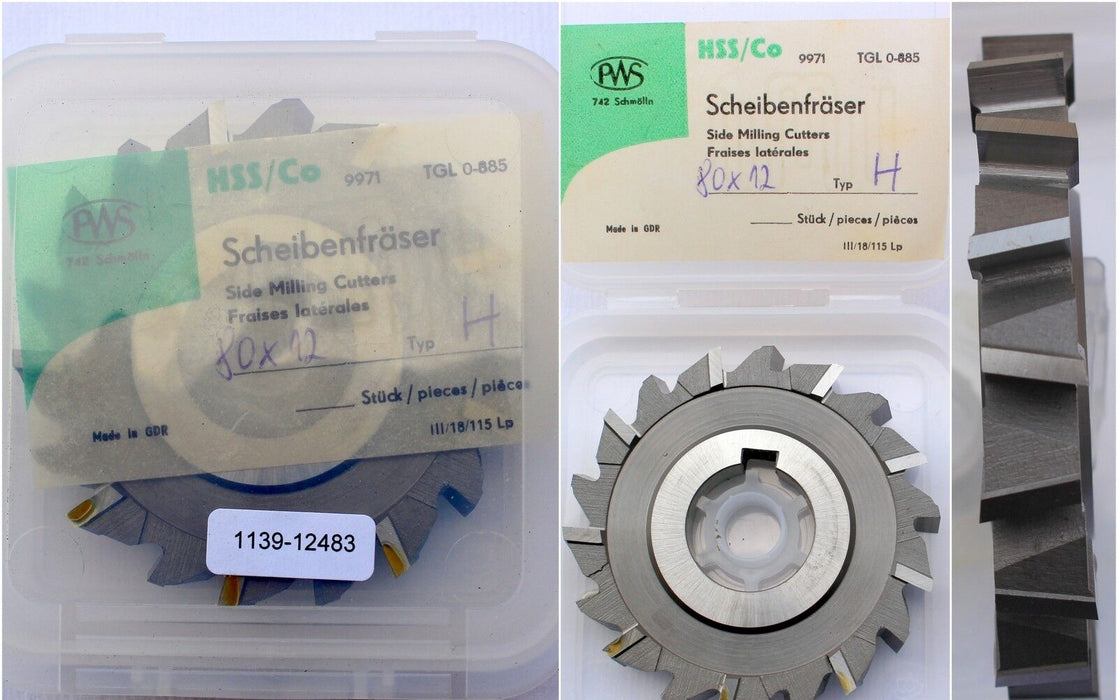 HSS/Co 9971 TGL 0-885
PWS
742 Schmölln
Scheibenfräser
Side Milling Cutters
Fraises latérales
80x12 Typ H
Stück / pieces / pièce
Made in GDR
III/18/115 Lp
1139-12483
HSS/Co 9971 TGL 0-885
PWS
742 Schmölln
Scheibenfräser
Side Milling Cutters
Fraises latérales
80x12 Typ H
Stück / pieces / pièces
Made in GDR
III/18/115 Lp